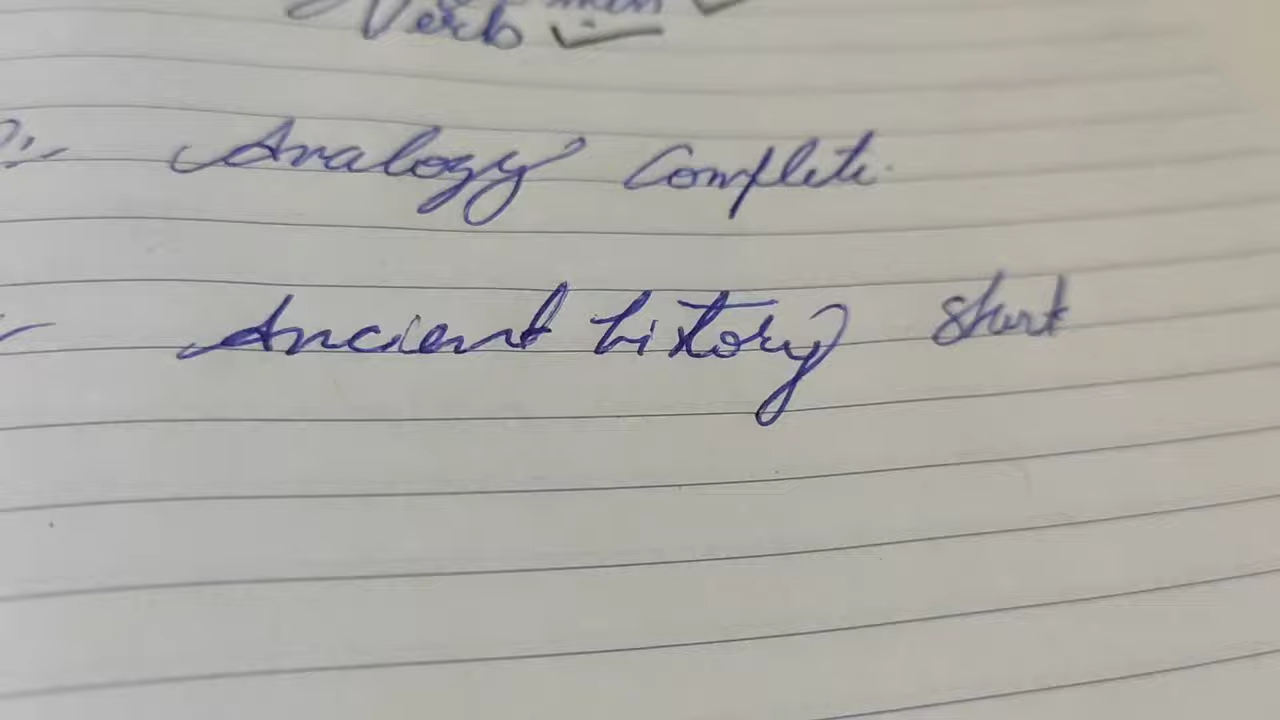 Verb
:- Analogy Complete.
- Ancient history Start